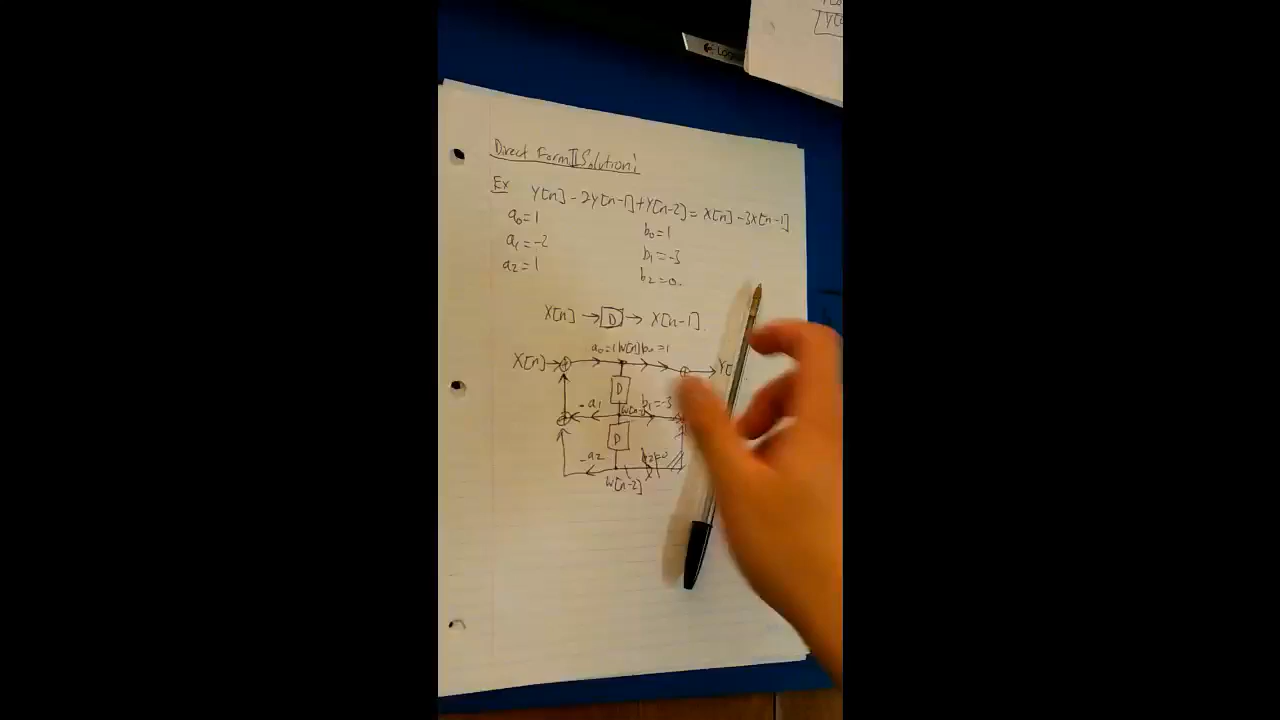 Direct Form II Solution:
Ex Y[n] - 2Y[n-1] + Y[n-2] = X[n] - 3X[n-1]
a₀=1 b₀=1
a₁=-2 b₁=-3
a₂=1 b₂=0.
X[n] → D → X[n-1]
a₀=1 W[n] b₀=1
X[n] Y[
D
-a₁ W[n-1] b₁=-3
D
-a₂ b₂=0
W[n-2]